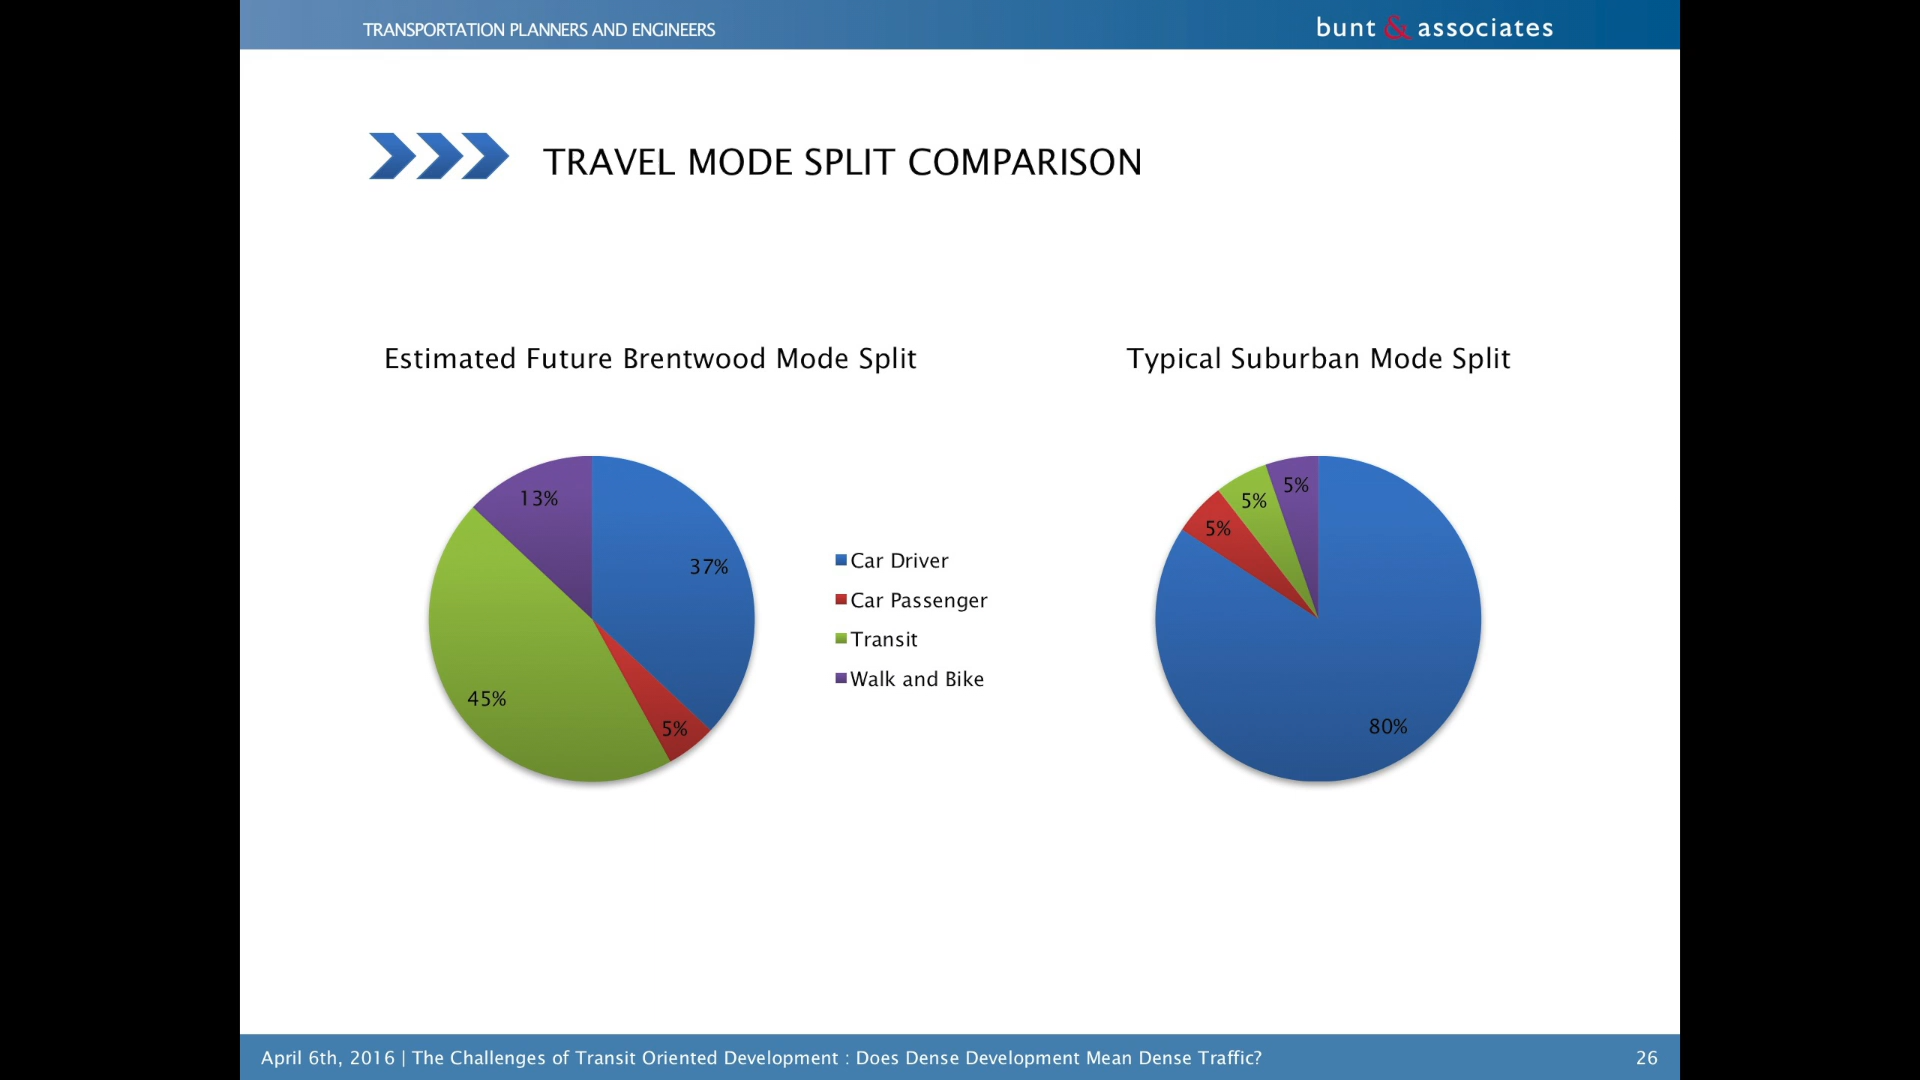 TRANSPORTATION PLANNERS AND ENGINEERS
bunt & associates
TRAVEL MODE SPLIT COMPARISON
Estimated Future Brentwood Mode Split
13%
37%
45%
5%
Car Driver
Car Passenger
Transit
Walk and Bike
Typical Suburban Mode Split
5%
5%
5%
80%
April 6th, 2016 | The Challenges of Transit Oriented Development : Does Dense Development Mean Dense Traffic?
26